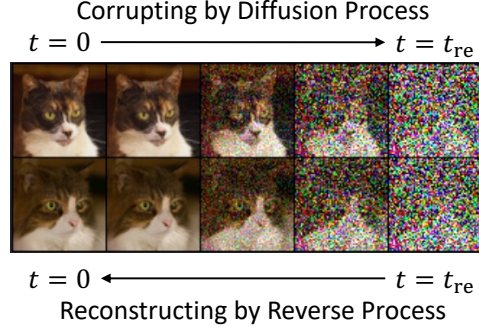 Corrupting by Diffusion Process
t = 0 t = t_re
t = 0 t = t_re
Reconstructing by Reverse Process